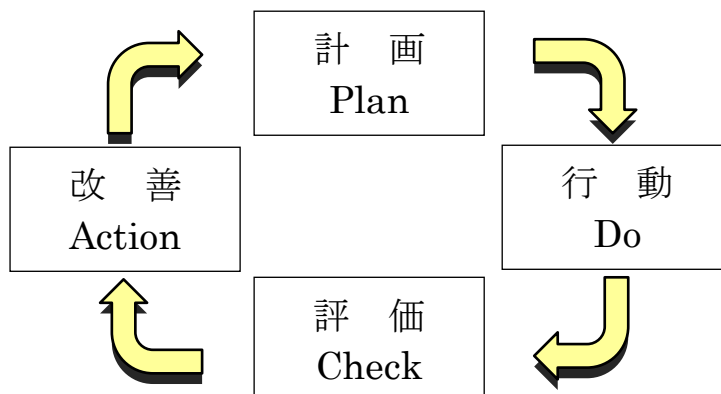 計　画
Plan
改　善
Action
行　動
Do
評　価
Check